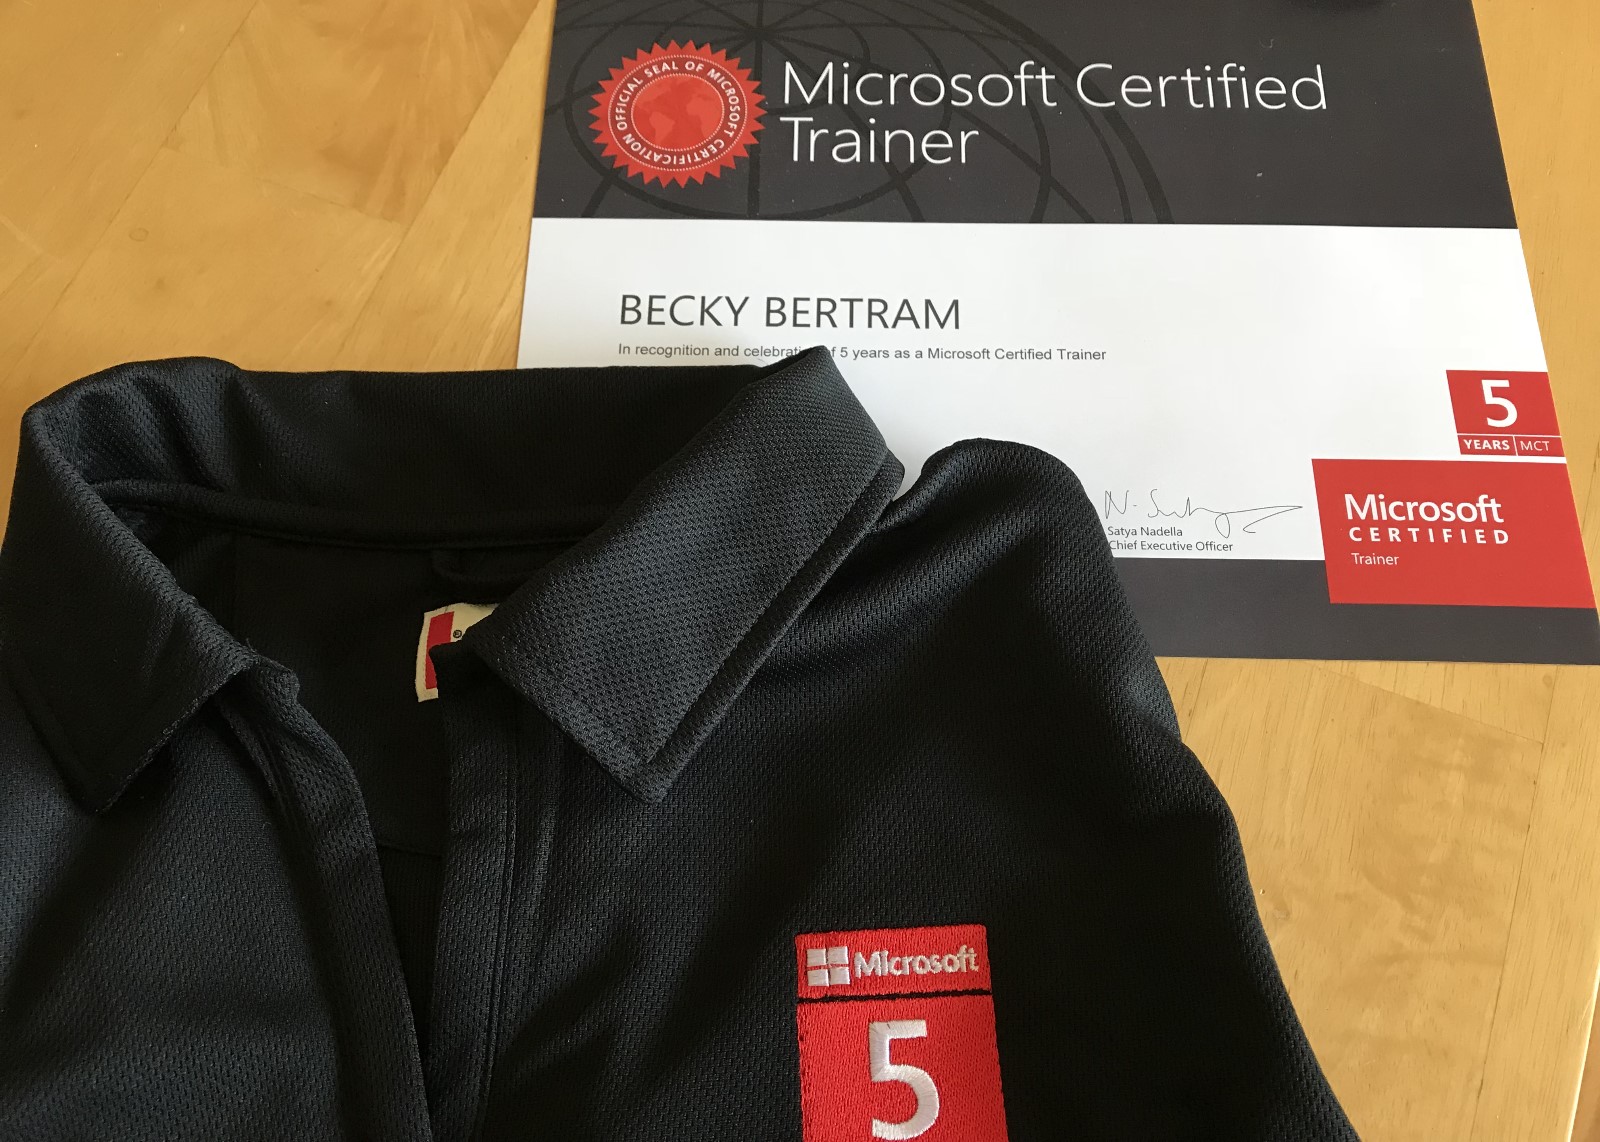 OFFICIAL SEAL OF MICROSOFT CERTIFICATION
Microsoft Certified
Trainer
BECKY BERTRAM
In recognition and celebrati f 5 years as a Microsoft Certified Trainer
5
YEARS MCT
Satya Nadella
Chief Executive Officer
Microsoft
CERTIFIED
Trainer
®
Microsoft
5